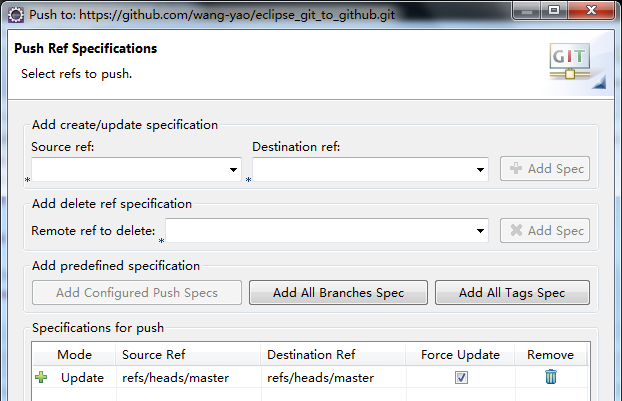 Push to: https://github.com/wang-yao/eclipse_git_to_github.git
Push Ref Specifications
Select refs to push.
GIT
Add create/update specification
Source ref: Destination ref:
* * Add Spec
Add delete ref specification
Remote ref to delete: * Add Spec
Add predefined specification
Add Configured Push Specs Add All Branches Spec Add All Tags Spec
Specifications for push
Mode Source Ref Destination Ref Force Update Remove
Update refs/heads/master refs/heads/master